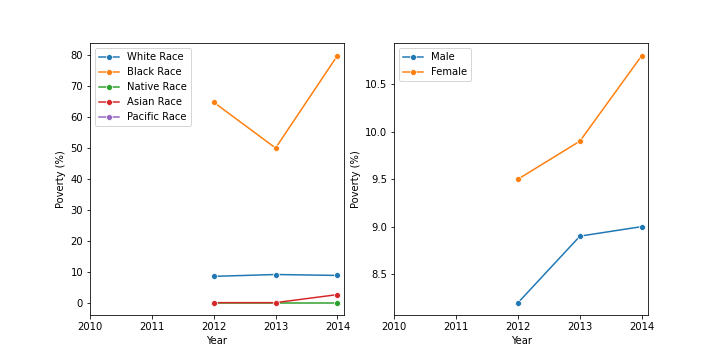 White Race
Black Race
Native Race
Asian Race
Pacific Race
80
70
60
50
40
30
20
10
0
Poverty (%)
2010 2011 2012 2013 2014
Year
Male
Female
10.5
10.0
9.5
9.0
8.5
Poverty (%)
2010 2011 2012 2013 2014
Year